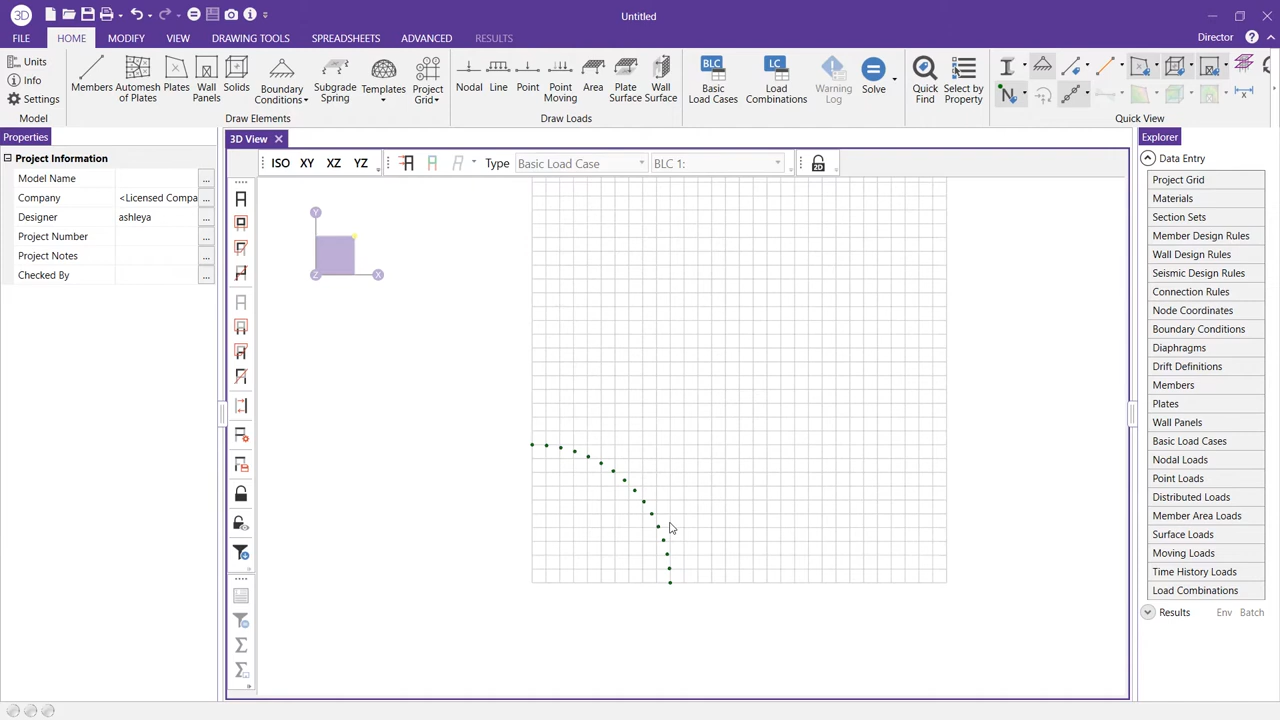 3D
Untitled
FILE HOME MODIFY VIEW DRAWING TOOLS SPREADSHEETS ADVANCED RESULTS
Director
Units
Info
Settings
Model
Members
Automesh of Plates
Plates
Wall Panels
Solids
Boundary Conditions
Subgrade Spring
Templates
Project Grid
Draw Elements
Nodal
Line
Point
Point Moving
Area
Plate Surface
Wall Surface
Draw Loads
BLC
Basic Load Cases
LC
Load Combinations
Warning Log
Solve
Quick Find
Select by Property
Quick View
Properties
Project Information
Model Name ...
Company <Licensed Compa ...
Designer ashleya ...
Project Number ...
Project Notes ...
Checked By ...
3D View
ISO XY XZ YZ
Type Basic Load Case BLC 1:
Y
Z X
Explorer
Data Entry
Project Grid
Materials
Section Sets
Member Design Rules
Wall Design Rules
Seismic Design Rules
Connection Rules
Node Coordinates
Boundary Conditions
Diaphragms
Drift Definitions
Members
Plates
Wall Panels
Basic Load Cases
Nodal Loads
Point Loads
Distributed Loads
Member Area Loads
Surface Loads
Moving Loads
Time History Loads
Load Combinations
Results Env Batch